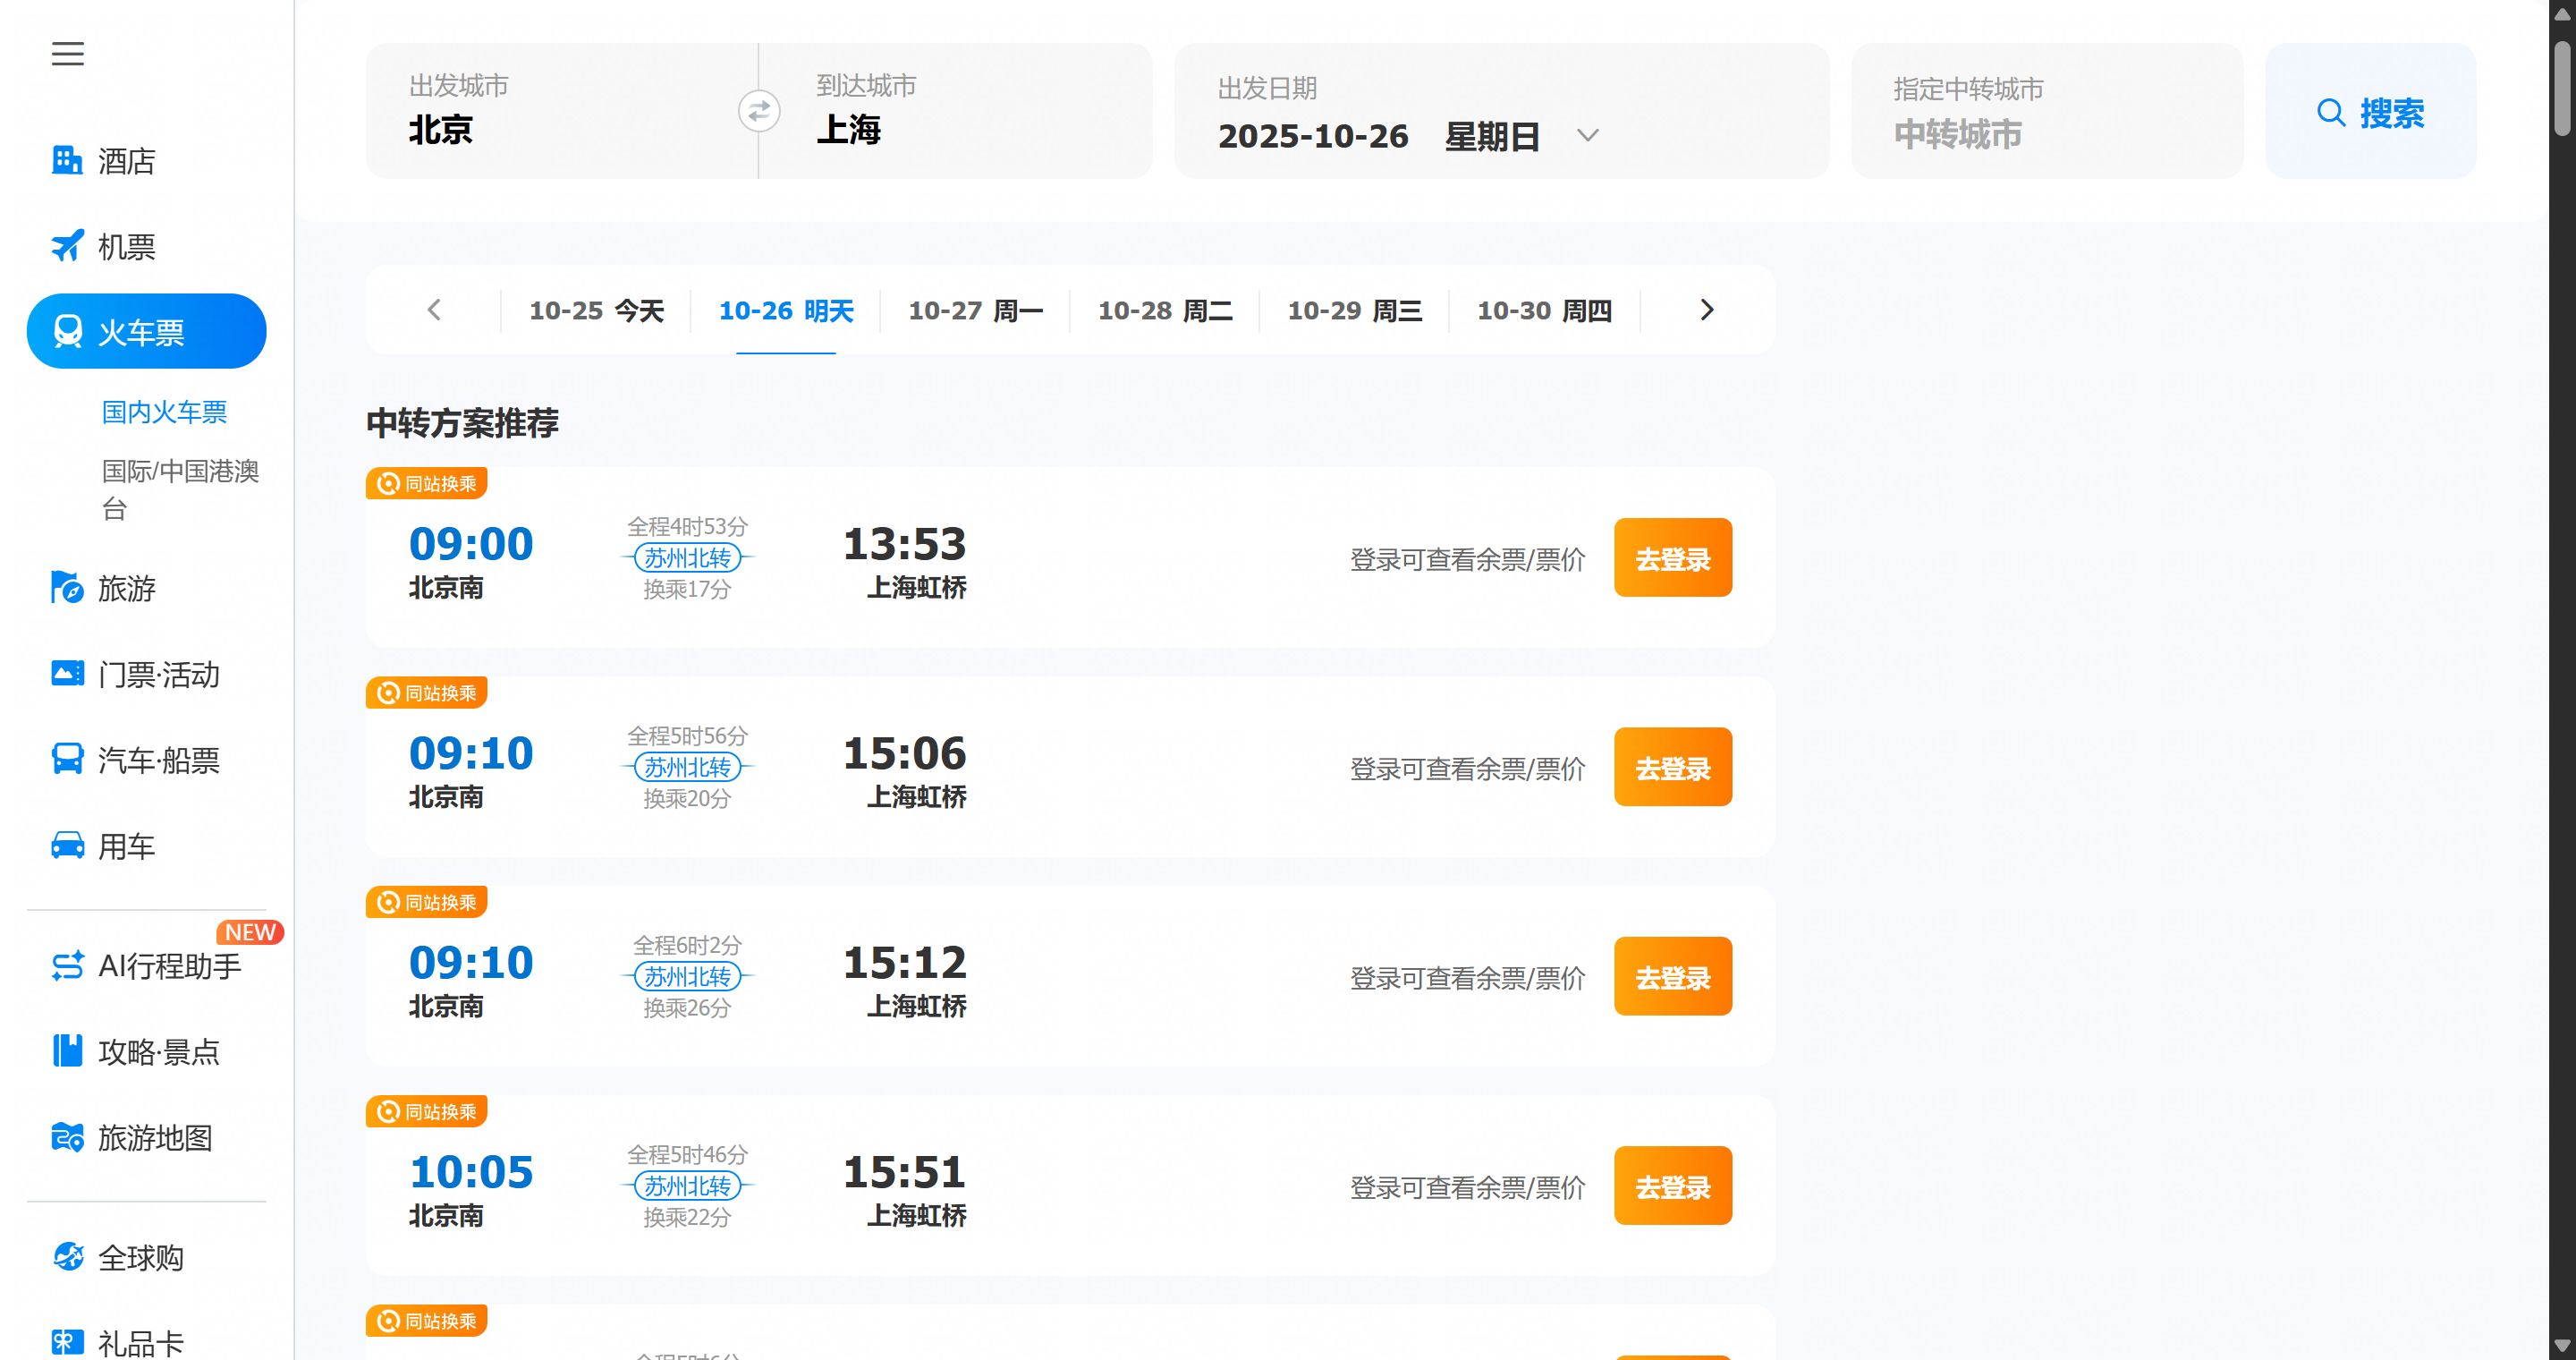 酒店
机票
火车票
国内火车票
国际/中国港澳
台
旅游
门票·活动
汽车·船票
用车
NEW
AI行程助手
攻略·景点
旅游地图
全球购
礼品卡
出发城市
北京
到达城市
上海
出发日期
2025-10-26 星期日
指定中转城市
中转城市
搜索
10-25 今天
10-26 明天
10-27 周一
10-28 周二
10-29 周三
10-30 周四
中转方案推荐
同站换乘
09:00
北京南
全程4时53分
苏州北转
换乘17分
13:53
上海虹桥
登录可查看余票/票价
去登录
同站换乘
09:10
北京南
全程5时56分
苏州北转
换乘20分
15:06
上海虹桥
登录可查看余票/票价
去登录
同站换乘
09:10
北京南
全程6时2分
苏州北转
换乘26分
15:12
上海虹桥
登录可查看余票/票价
去登录
同站换乘
10:05
北京南
全程5时46分
苏州北转
换乘22分
15:51
上海虹桥
登录可查看余票/票价
去登录
同站换乘